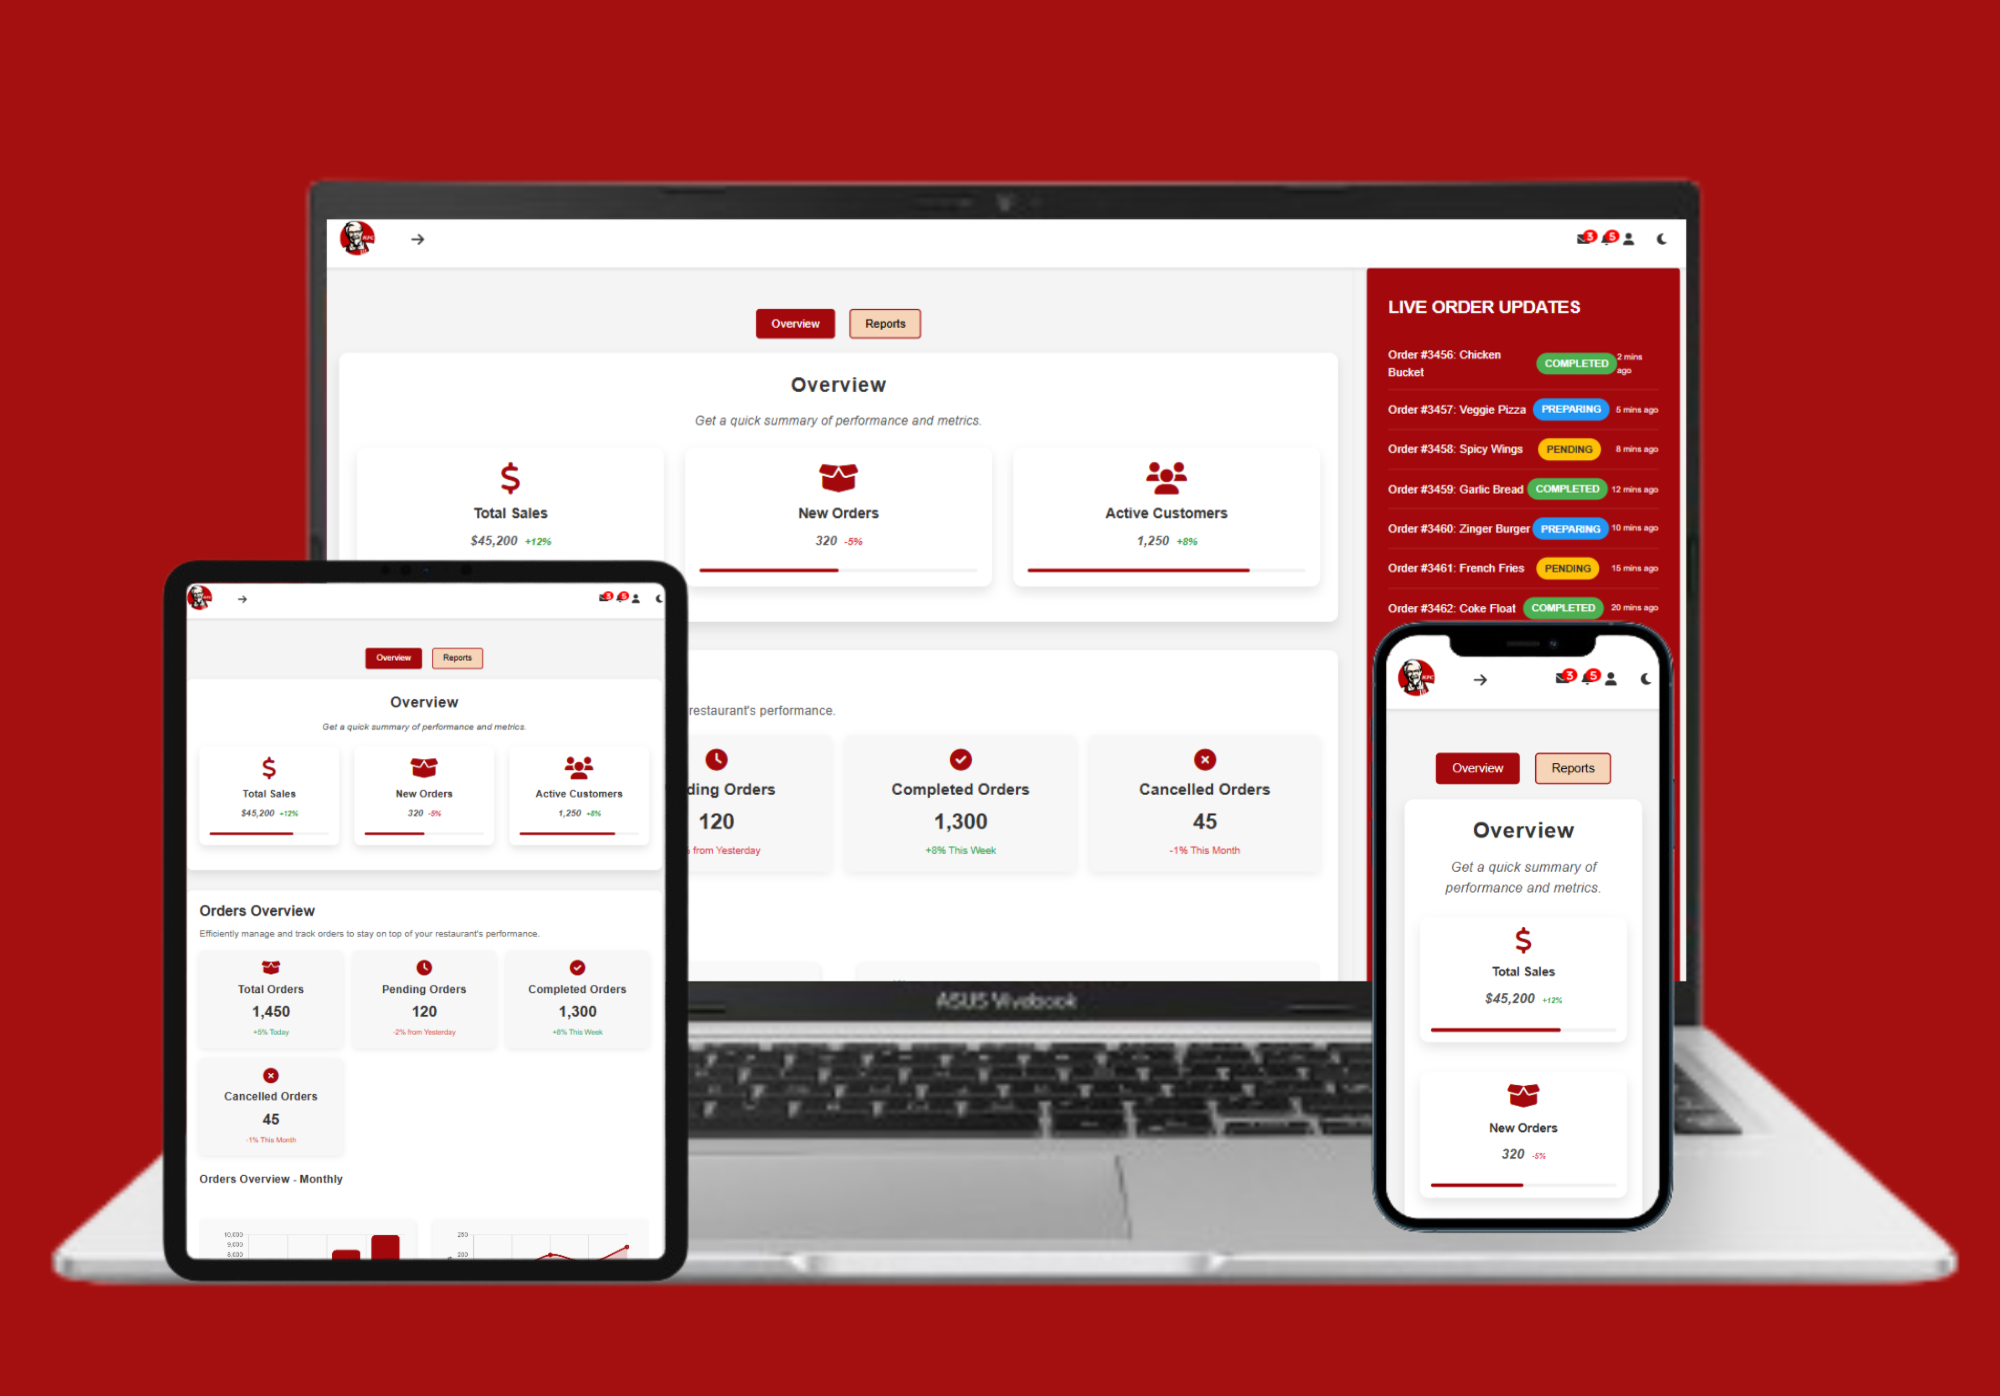 KFC
3
5
Overview
Reports
Overview
Get a quick summary of performance and metrics.
Total Sales
$45,200 +12%
New Orders
320 -5%
Active Customers
1,250 +8%
restaurant's performance.
ding Orders
120
from Yesterday
Completed Orders
1,300
+8% This Week
Cancelled Orders
45
-1% This Month
LIVE ORDER UPDATES
Order #3456: Chicken
Bucket
COMPLETED
2 mins
ago
Order #3457: Veggie Pizza PREPARING 5 mins ago
Order #3458: Spicy Wings PENDING 8 mins ago
Order #3459: Garlic Bread COMPLETED 12 mins ago
Order #3460: Zinger Burger PREPARING 10 mins ago
Order #3461: French Fries PENDING 15 mins ago
Order #3462: Coke Float COMPLETED 20 mins ago
ASUS Vivobook
3
5
Overview
Reports
Overview
Get a quick summary of performance and metrics.
Total Sales
$45,200 +12%
New Orders
320 -5%
Active Customers
1,250 +8%
Orders Overview
Efficiently manage and track orders to stay on top of your restaurant's performance.
Total Orders
1,450
+5% Today
Pending Orders
120
-2% from Yesterday
Completed Orders
1,300
+8% This Week
Cancelled Orders
45
-1% This Month
Orders Overview - Monthly
10,000
9,000
8,000
250
200
KFC
3
5
Overview
Reports
Overview
Get a quick summary of
performance and metrics.
Total Sales
$45,200 +12%
New Orders
320 -5%